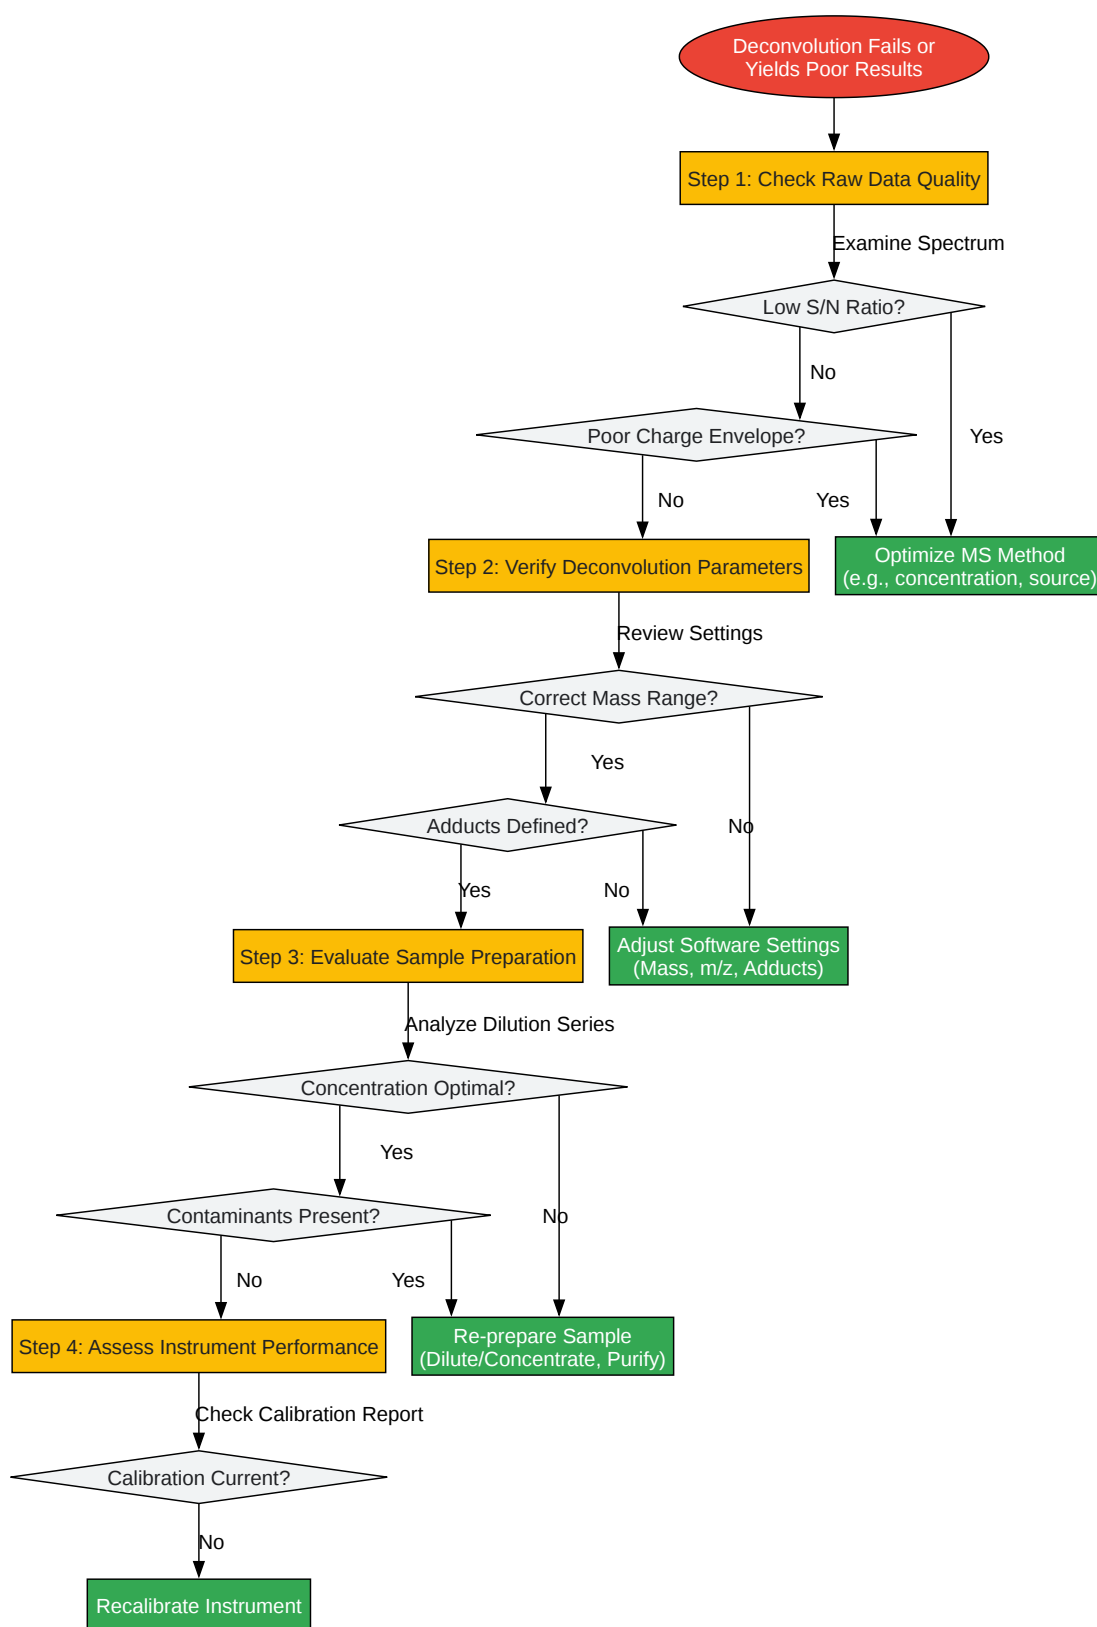 Deconvolution Fails or
Yields Poor Results
Step 1: Check Raw Data Quality
Examine Spectrum
Low S/N Ratio?
No
Poor Charge Envelope?
Yes
No
Yes
Step 2: Verify Deconvolution Parameters
Optimize MS Method
(e.g., concentration, source)
Review Settings
Correct Mass Range?
Yes
Adducts Defined?
No
Yes
No
Step 3: Evaluate Sample Preparation
Adjust Software Settings
(Mass, m/z, Adducts)
Analyze Dilution Series
Concentration Optimal?
Yes
Contaminants Present?
No
No
Yes
Step 4: Assess Instrument Performance
Re-prepare Sample
(Dilute/Concentrate, Purify)
Check Calibration Report
Calibration Current?
No
Recalibrate Instrument